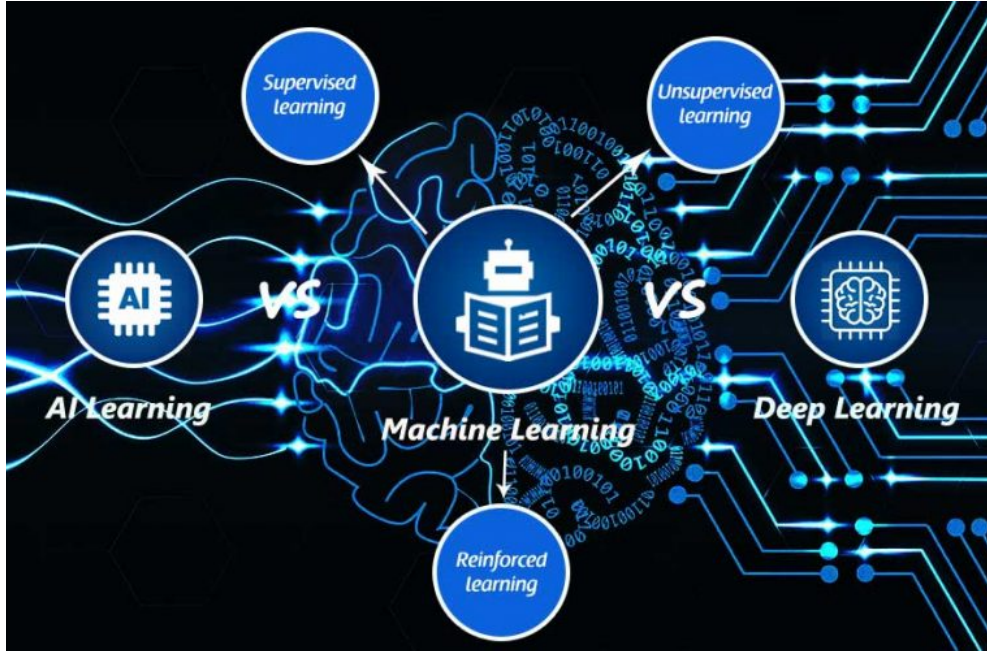 Supervised
learning
Unsupervised
learning
AI
VS
VS
AI Learning
Machine Learning
Deep Learning
Reinforced
learning